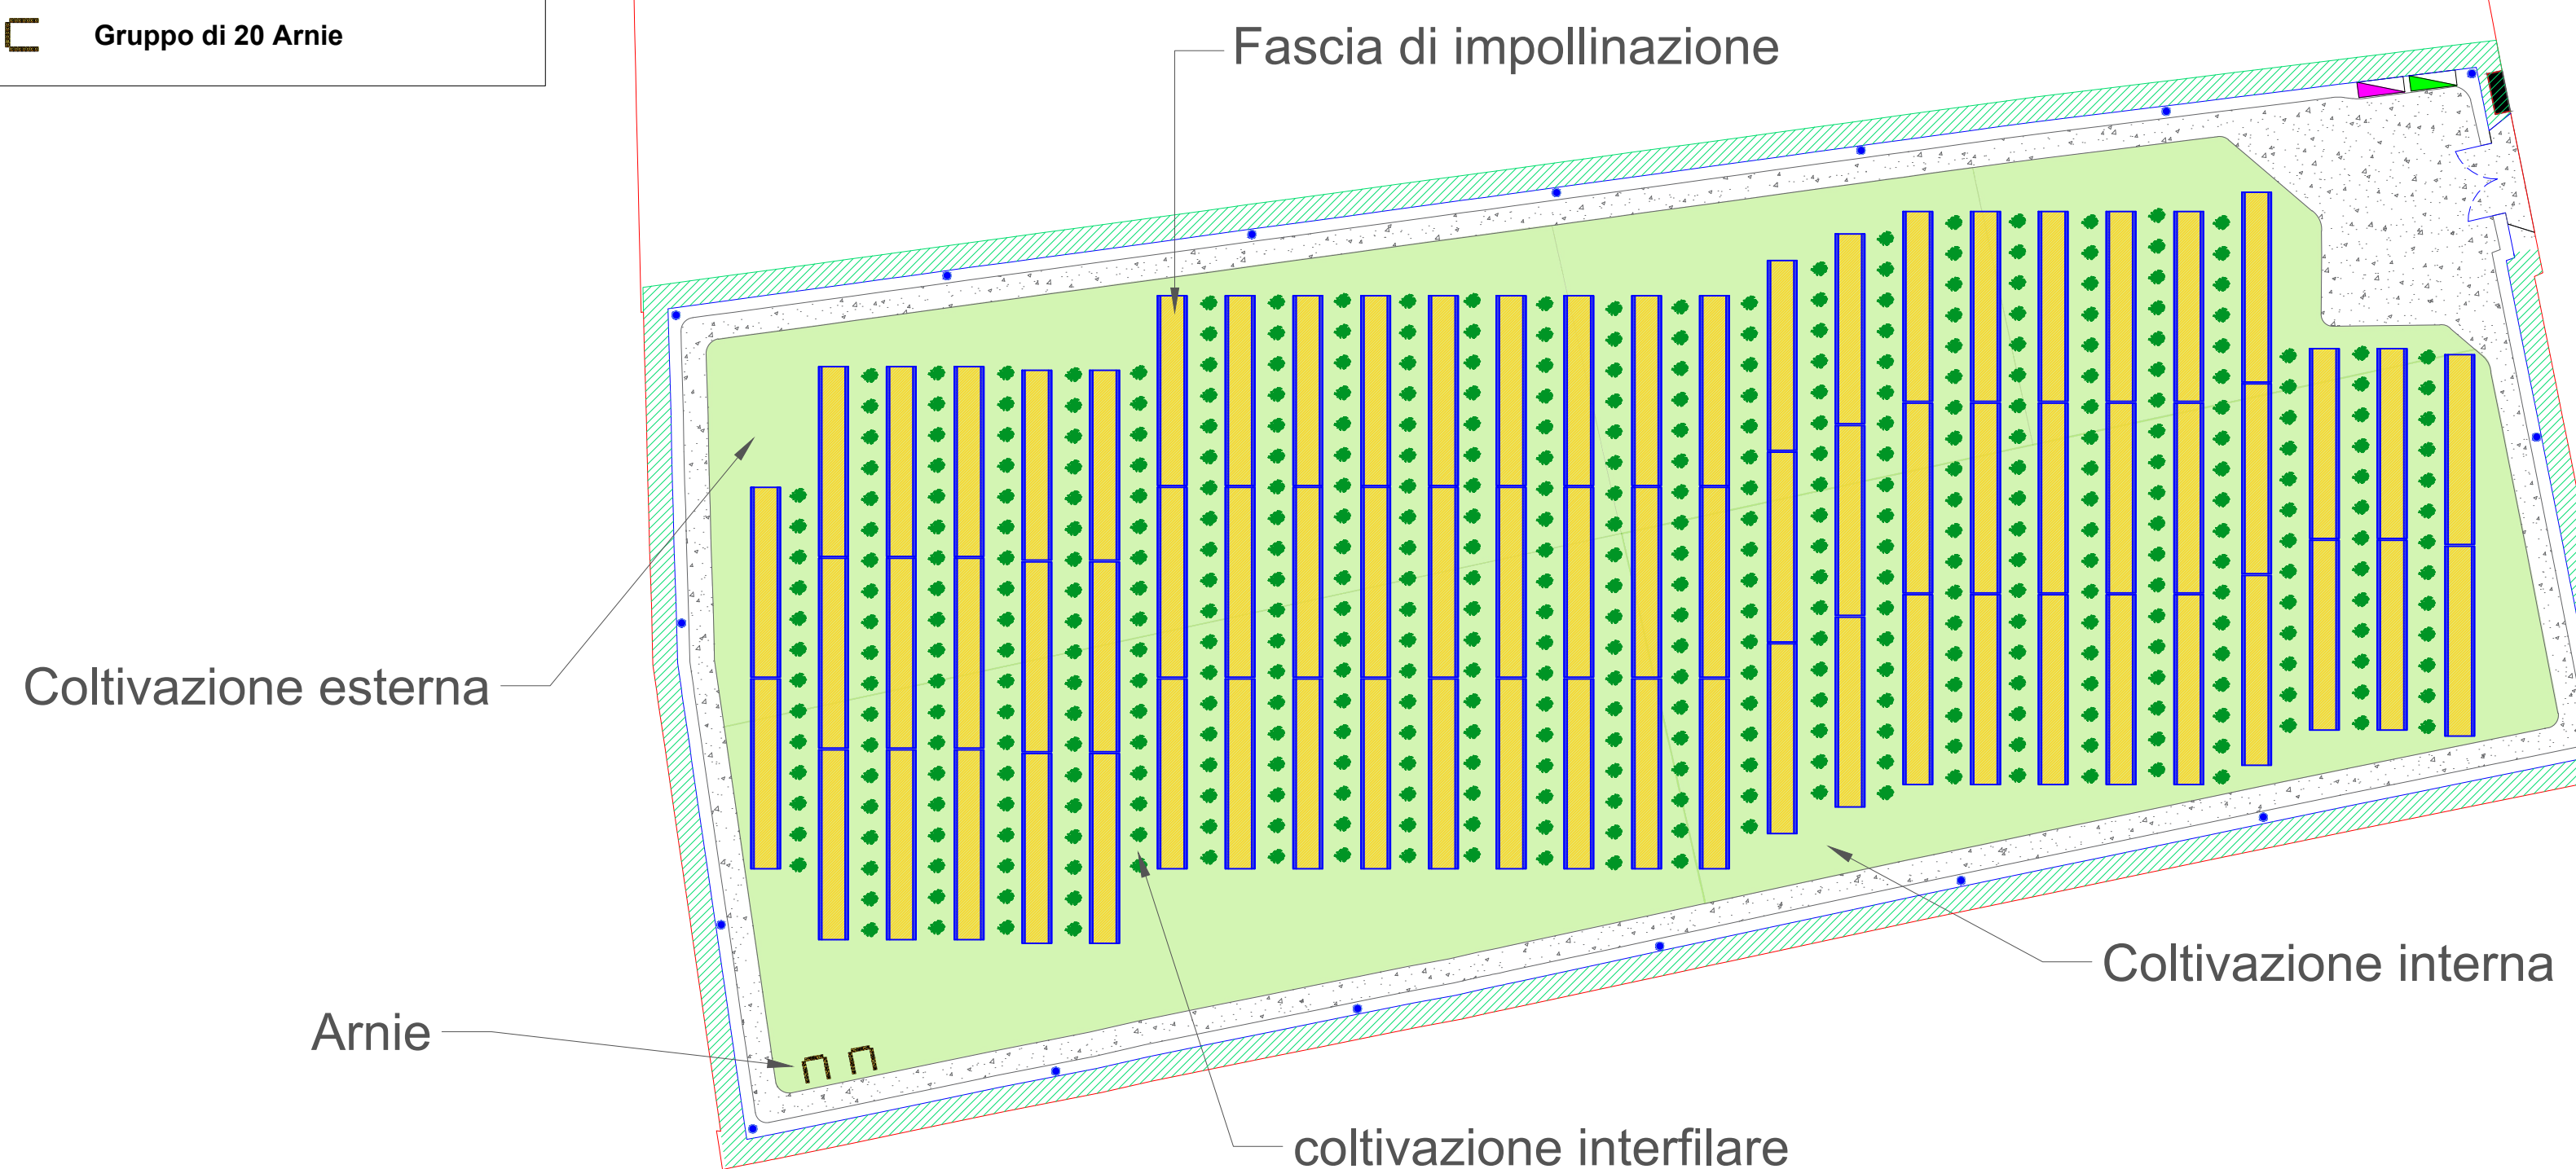 Gruppo di 20 Arnie
Fascia di impollinazione
Coltivazione esterna
Coltivazione interna
Arnie
coltivazione interfilare